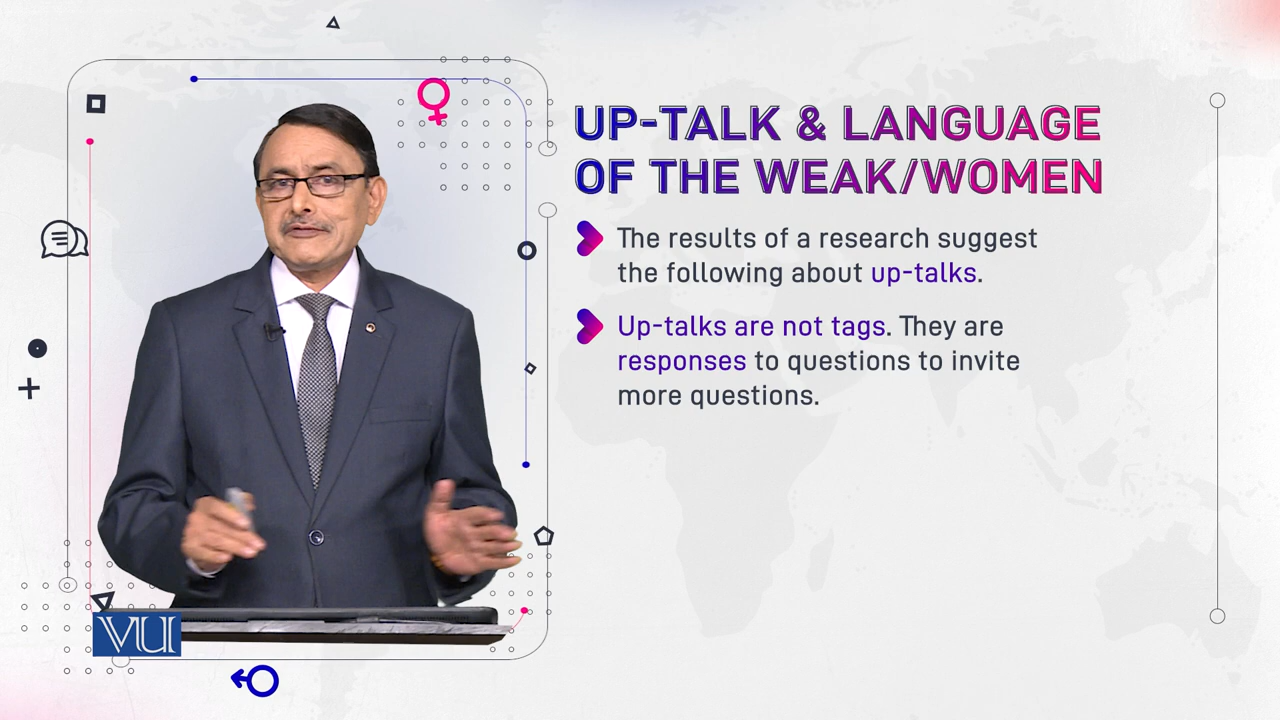 UP-TALK & LANGUAGE
OF THE WEAK/WOMEN
The results of a research suggest
the following about up-talks.
Up-talks are not tags. They are
responses to questions to invite
more questions.
VU